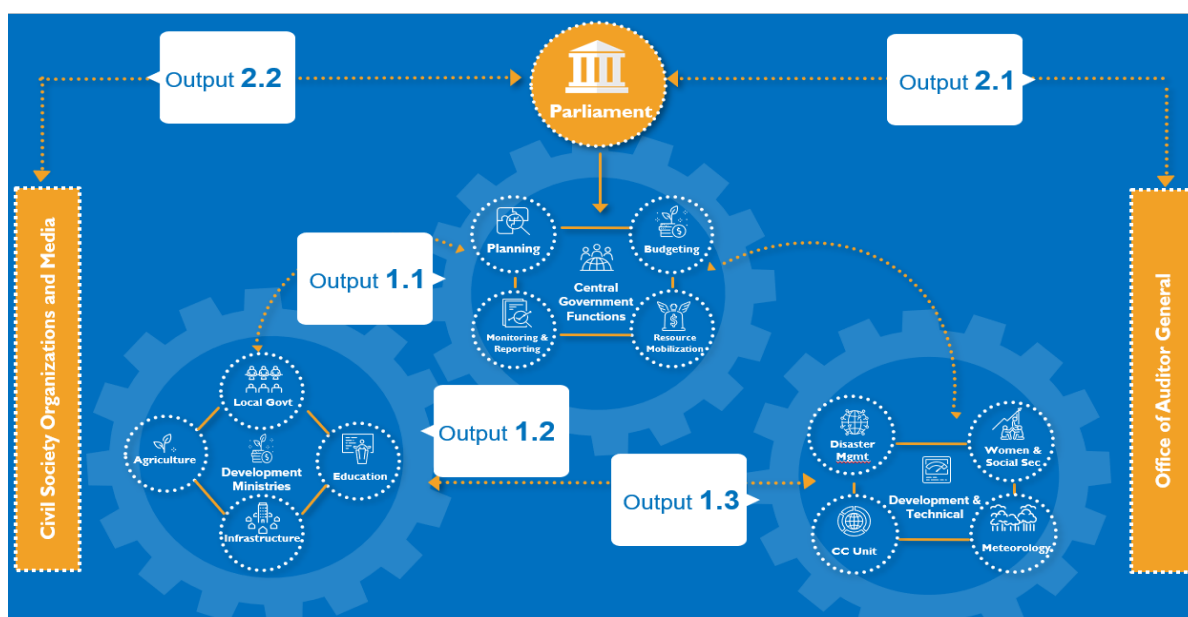 Output 2.2
Parliament
Output 2.1
Civil Society Organizations and Media
Office of Auditor General
Planning
Budgeting
Central
Government
Functions
Monitoring &
Reporting
Resource
Mobilization
Output 1.1
Local Govt
Agriculture
Development
Ministries
Education
Infrastructure
Output 1.2
Output 1.3
Disaster
Mgmt
Women &
Social Sec
Development &
Technical
CC Unit
Meteorology